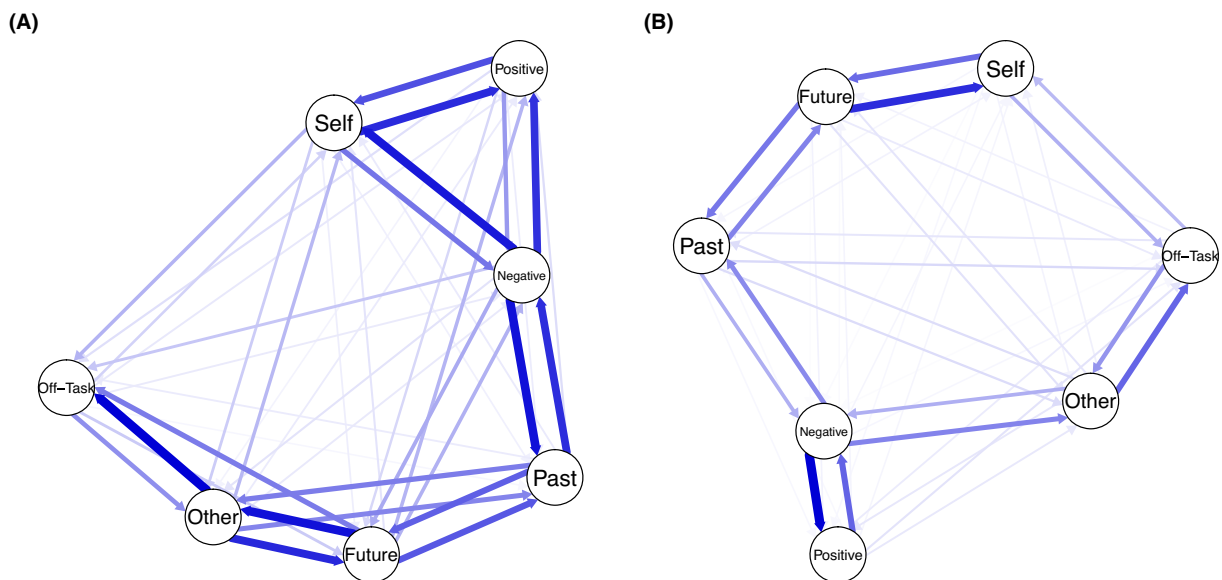 (A)
Positive
Self
Negative
Off-Task
Past
Other
Future
(B)
Self
Future
Past
Off-Task
Other
Negative
Positive